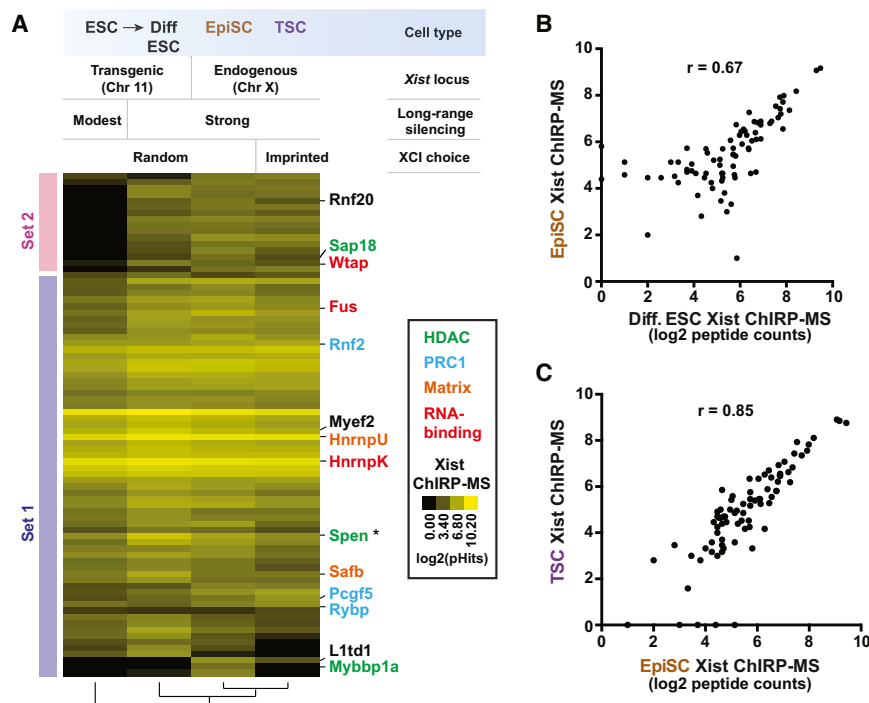 A
ESC → Diff ESC
EpiSC
TSC
Cell type
Transgenic (Chr 11)
Endogenous (Chr X)
Xist locus
Modest
Strong
Long-range silencing
Random
Imprinted
XCI choice
Set 2
Set 1
Rnf20
Sap18
Wtap
Fus
Rnf2
Myef2
HnrnpU
HnrnpK
Spen *
Safb
Pcgf5
Rybp
L1td1
Mybbp1a
HDAC
PRC1
Matrix
RNA-binding
Xist ChIRP-MS
0.00
3.40
6.80
10.20
log2(pHits)
B
r = 0.67
EpiSC Xist ChIRP-MS
10
8
6
4
2
0
0 2 4 6 8 10
Diff. ESC Xist ChIRP-MS
(log2 peptide counts)
C
r = 0.85
TSC Xist ChIRP-MS
10
8
6
4
2
0
0 2 4 6 8 10
EpiSC Xist ChIRP-MS
(log2 peptide counts)